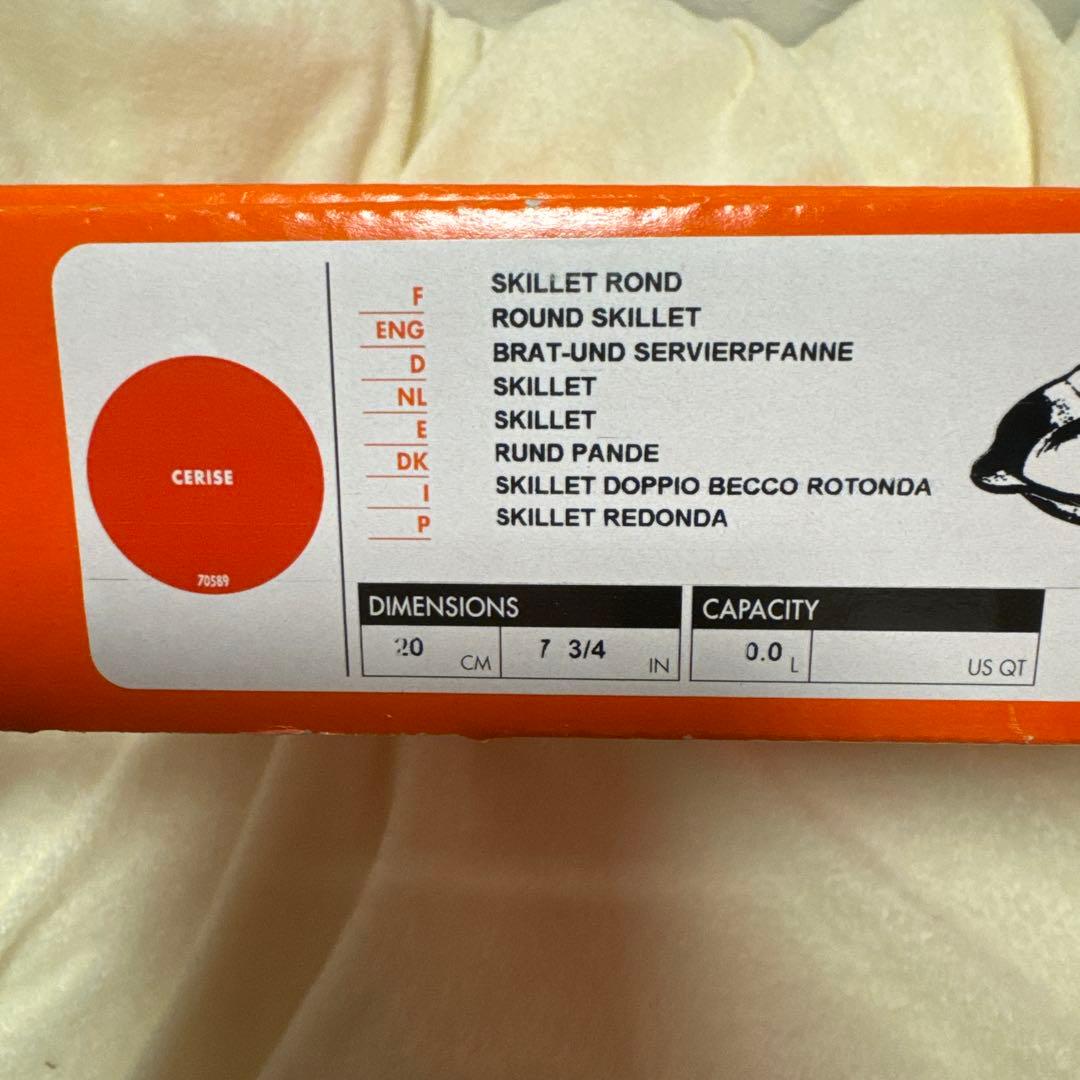 CERISE
70589
F SKILLET ROND
ENG ROUND SKILLET
D BRAT-UND SERVIERPFANNE
NL SKILLET
E SKILLET
DK RUND PANDE
I SKILLET DOPPIO BECCO ROTONDA
P SKILLET REDONDA
DIMENSIONS
20 CM 7 3/4 IN
CAPACITY
0.0 L US QT